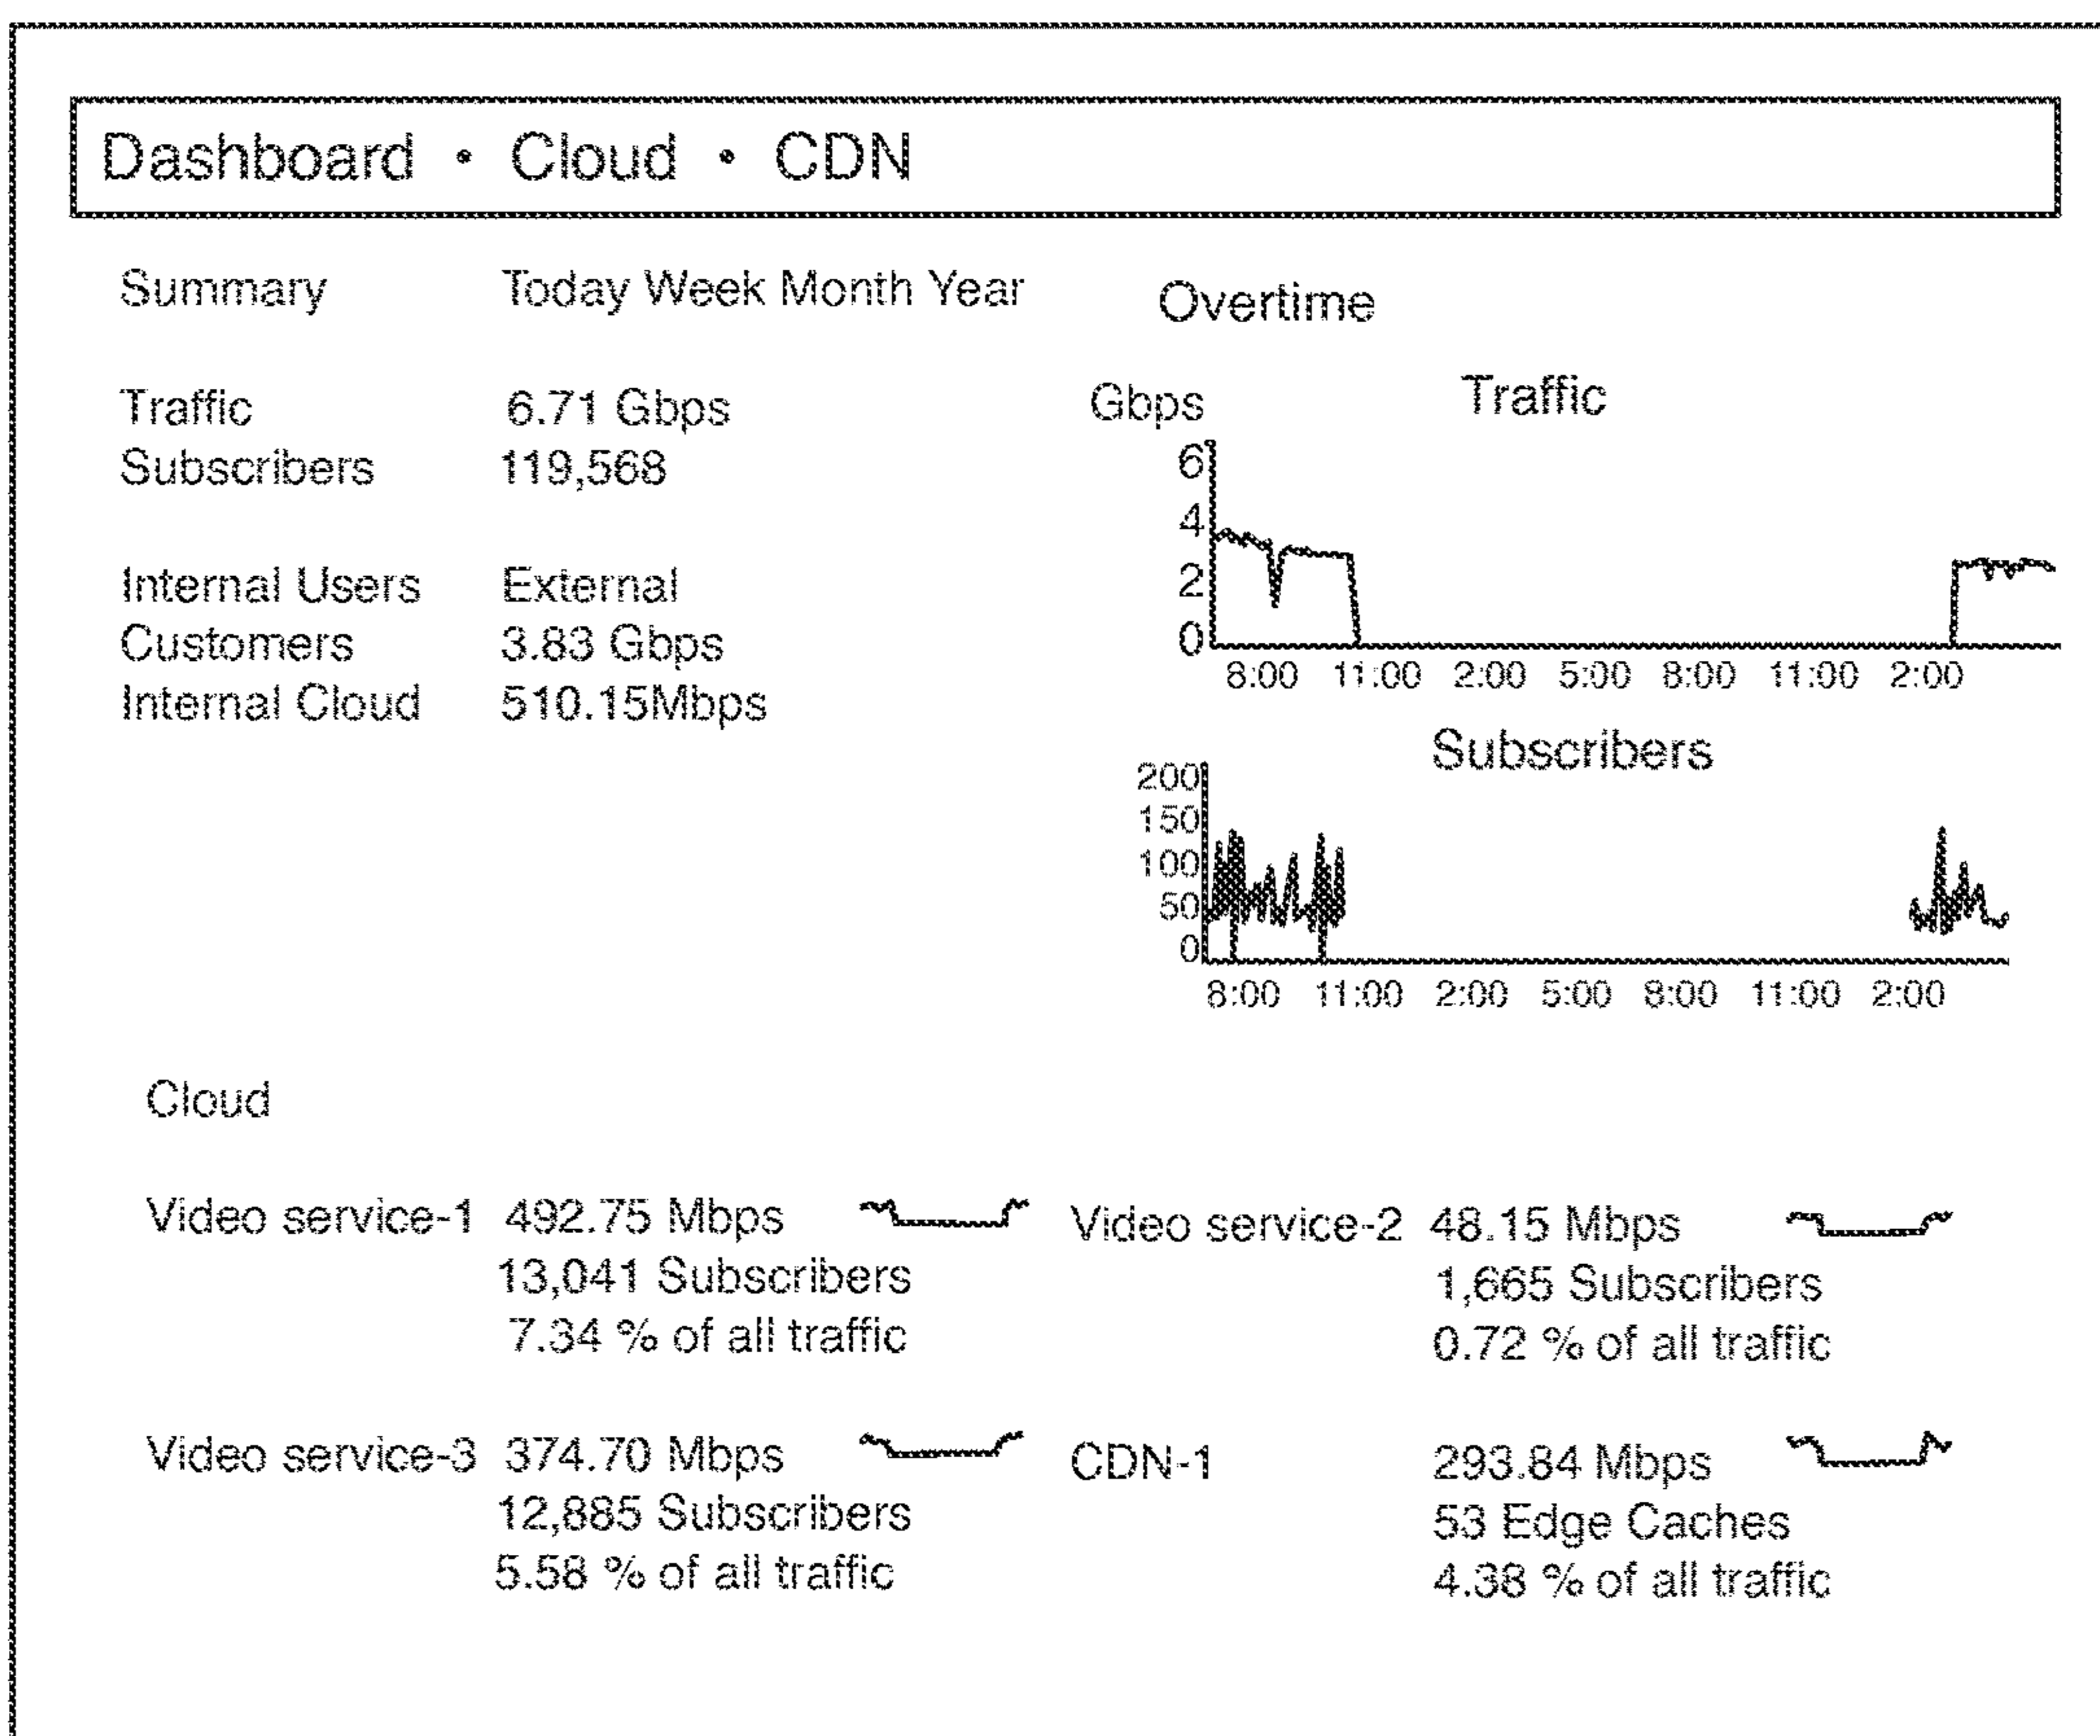 Dashboard • Cloud • CDN
Summary Today Week Month Year
Traffic 6.71 Gbps
Subscribers 119,568
Internal Users External
Customers 3.83 Gbps
Internal Cloud 510.15Mbps
Overtime
Gbps Traffic
6
4
2
0
8:00 11:00 2:00 5:00 8:00 11:00 2:00
Subscribers
200
150
100
50
0
8:00 11:00 2:00 5:00 8:00 11:00 2:00
Cloud
Video service-1 492.75 Mbps
13,041 Subscribers
7.34 % of all traffic
Video service-2 48.15 Mbps
1,665 Subscribers
0.72 % of all traffic
Video service-3 374.70 Mbps
12,885 Subscribers
5.58 % of all traffic
CDN-1 293.84 Mbps
53 Edge Caches
4.38 % of all traffic